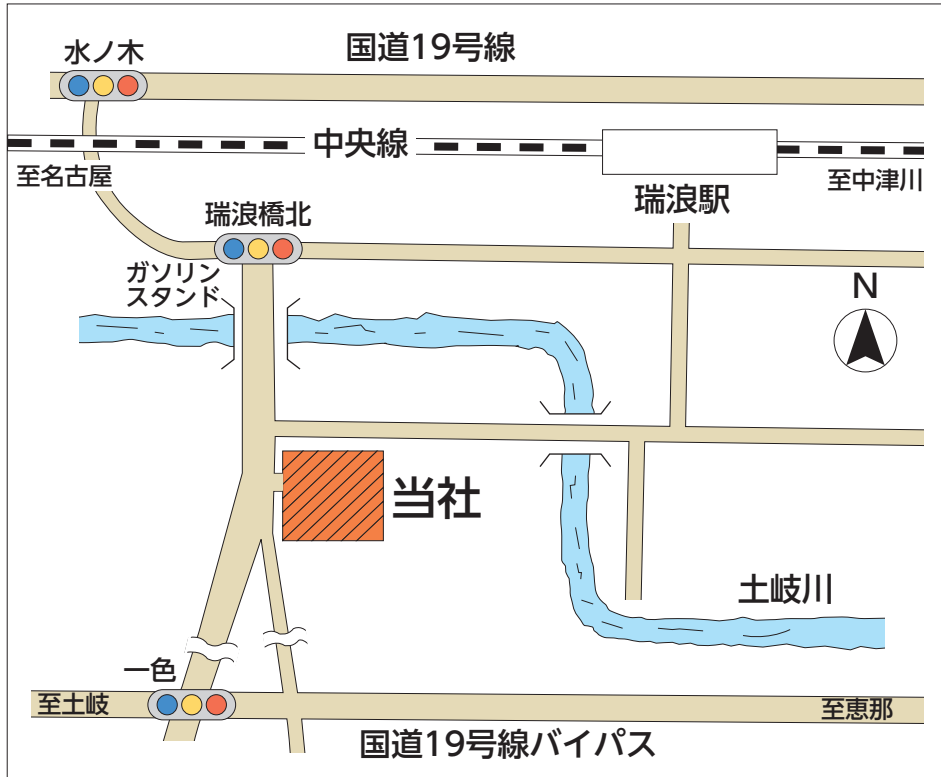 国道19号線
水ノ木
中央線
至名古屋
至中津川
瑞浪駅
瑞浪橋北
ガソリン
スタンド
N
当社
土岐川
一色
至土岐
至恵那
国道19号線バイパス